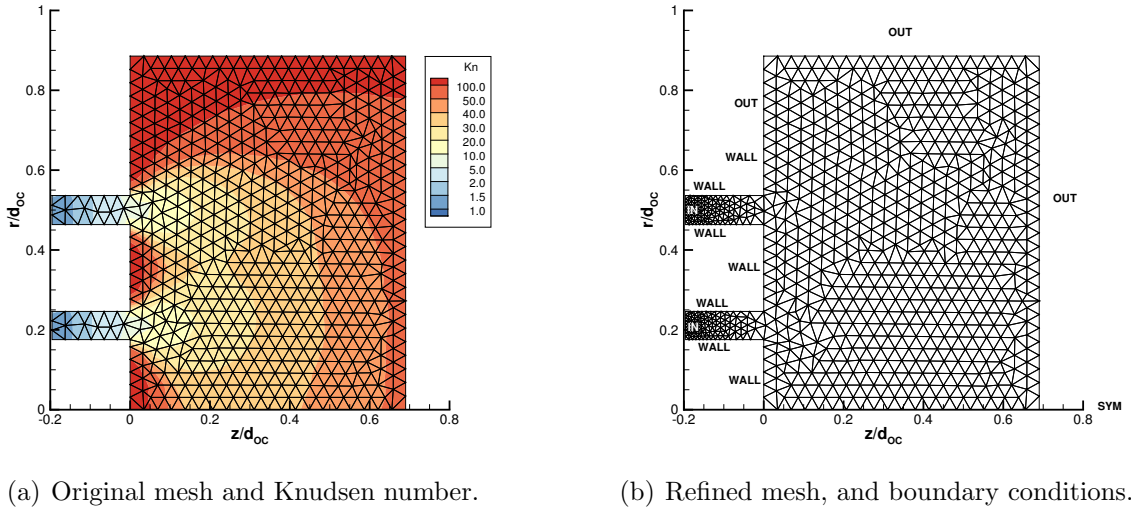 1
0.8
0.6
0.4
0.2
0
r/d_OC
-0.2 0 0.2 0.4 0.6 0.8
z/d_OC
Kn
100.0
50.0
40.0
30.0
20.0
10.0
5.0
2.0
1.5
1.0
1
0.8
0.6
0.4
0.2
0
r/d_OC
OUT
OUT
WALL
WALL
IN
OUT
WALL
WALL
WALL
IN
WALL
WALL
SYM
-0.2 0 0.2 0.4 0.6 0.8
z/d_OC
(a) Original mesh and Knudsen number.
(b) Refined mesh, and boundary conditions.